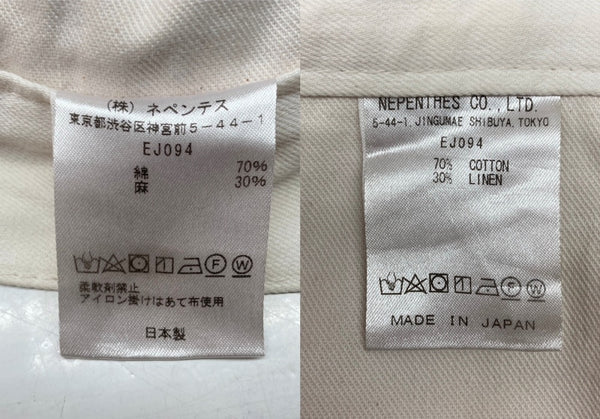 (株) ネペンテス
東京都渋谷区神宮前5-44-1
EJ094
綿 70%
麻 30%
柔軟剤禁止
アイロン掛けはあて布使用
日本製
NEPENTHES CO., LTD.
5-44-1, JINGUMAE SHIBUYA, TOKYO
EJ094
70% COTTON
30% LINEN
MADE IN JAPAN